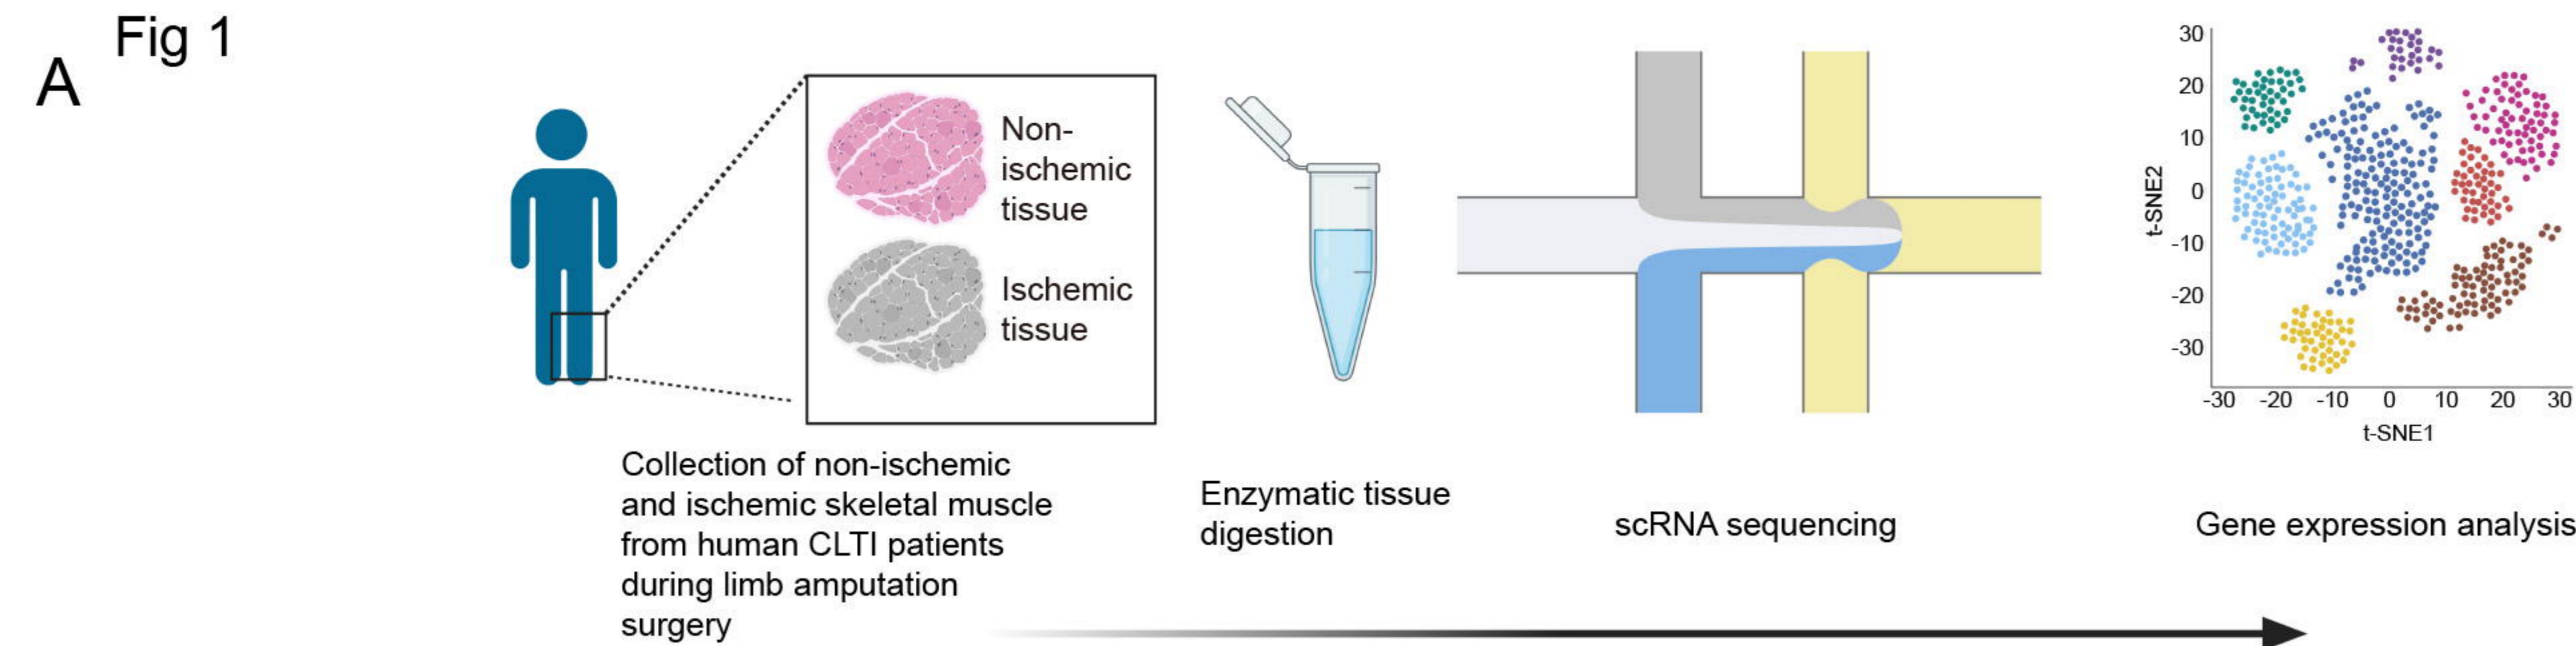 Fig 1
A
Non-
ischemic
tissue
Ischemic
tissue
Collection of non-ischemic
and ischemic skeletal muscle
from human CLTI patients
during limb amputation
surgery
Enzymatic tissue
digestion
scRNA sequencing
30
20
10
0
-10
-20
-30
t-SNE2
-30 -20 -10 0 10 20 30
t-SNE1
Gene expression analysis